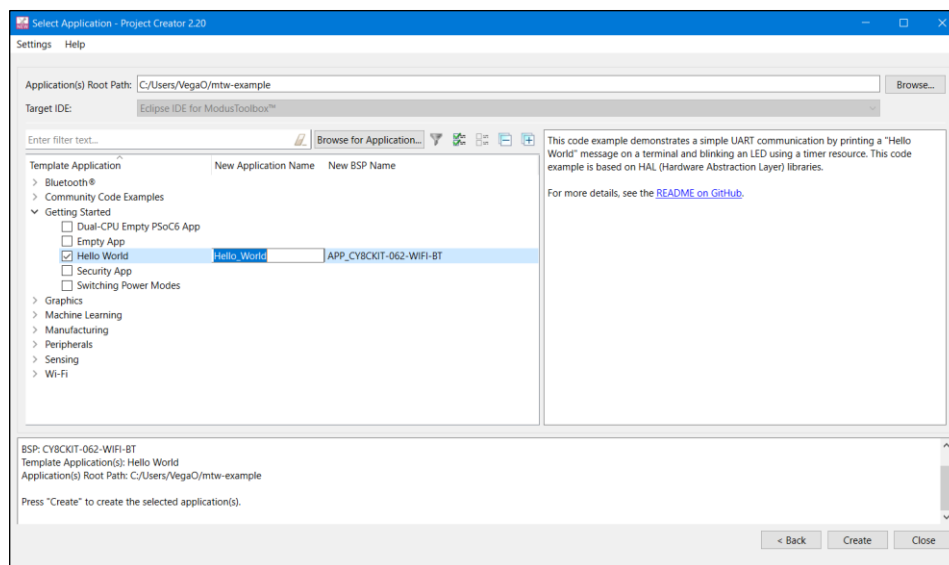 Select Application - Project Creator 2.20
Settings Help
Application(s) Root Path: C:/Users/VegaO/mtw-example Browse...
Target IDE: Eclipse IDE for ModusToolbox™
Enter filter text... Browse for Application...
Template Application New Application Name New BSP Name
Bluetooth®
Community Code Examples
Getting Started
Dual-CPU Empty PSoC6 App
Empty App
Hello World Hello_World APP_CY8CKIT-062-WIFI-BT
Security App
Switching Power Modes
Graphics
Machine Learning
Manufacturing
Peripherals
Sensing
Wi-Fi
This code example demonstrates a simple UART communication by printing a "Hello
World" message on a terminal and blinking an LED using a timer resource. This code
example is based on HAL (Hardware Abstraction Layer) libraries.
For more details, see the README on GitHub.
BSP: CY8CKIT-062-WIFI-BT
Template Application(s): Hello World
Application(s) Root Path: C:/Users/VegaO/mtw-example
Press "Create" to create the selected application(s).
< Back Create Close